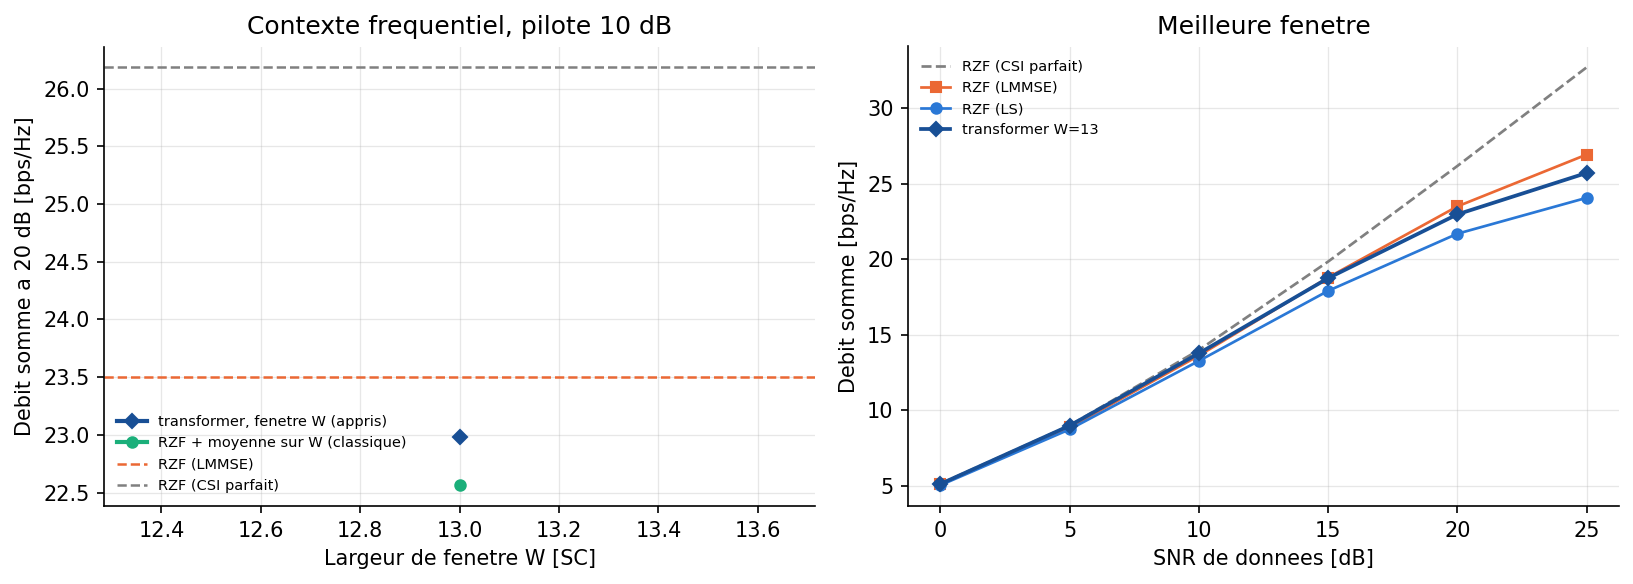 Contexte frequentiel, pilote 10 dB
Debit somme a 20 dB [bps/Hz]
26.0
25.5
25.0
24.5
24.0
23.5
23.0
22.5
transformer, fenetre W (appris)
RZF + moyenne sur W (classique)
RZF (LMMSE)
RZF (CSI parfait)
12.4 12.6 12.8 13.0 13.2 13.4 13.6
Largeur de fenetre W [SC]
Meilleure fenetre
Debit somme [bps/Hz]
30
25
20
15
10
5
RZF (CSI parfait)
RZF (LMMSE)
RZF (LS)
transformer W=13
0 5 10 15 20 25
SNR de donnees [dB]